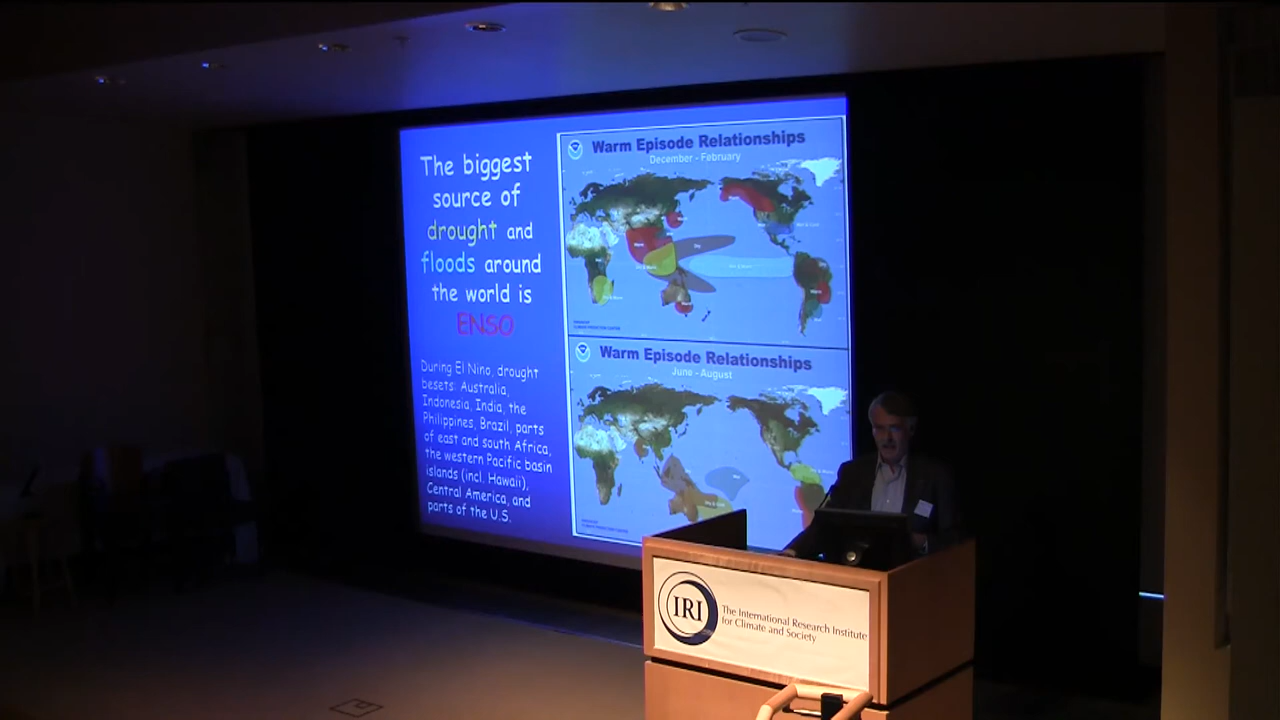 The biggest
source of
drought and
floods around
the world is
ENSO
During El Nino, drought
besets: Australia,
Indonesia, India, the
Philippines, Brazil, parts
of east and south Africa,
the western Pacific basin
islands (incl. Hawaii),
Central America, and
parts of the U.S.
Warm Episode Relationships
December - February
Warm Episode Relationships
June - August
IRI
The International Research Institute
for Climate and Society